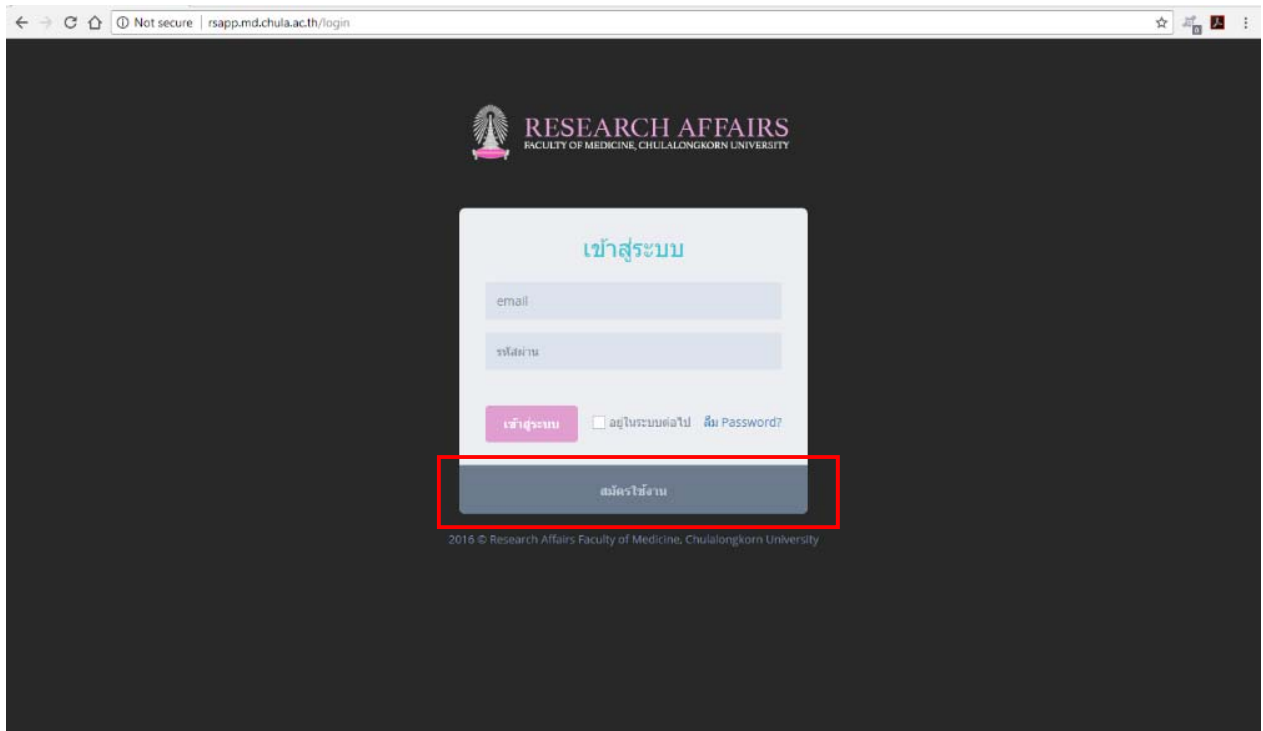 Not secure | rsapp.md.chula.ac.th/login
RESEARCH AFFAIRS
FACULTY OF MEDICINE, CHULALONGKORN UNIVERSITY
เข้าสู่ระบบ
email
รหัสผ่าน
เข้าสู่ระบบ อยู่ในระบบต่อไป ลืม Password?
สมัครใช้งาน
2016 © Research Affairs Faculty of Medicine, Chulalongkorn University